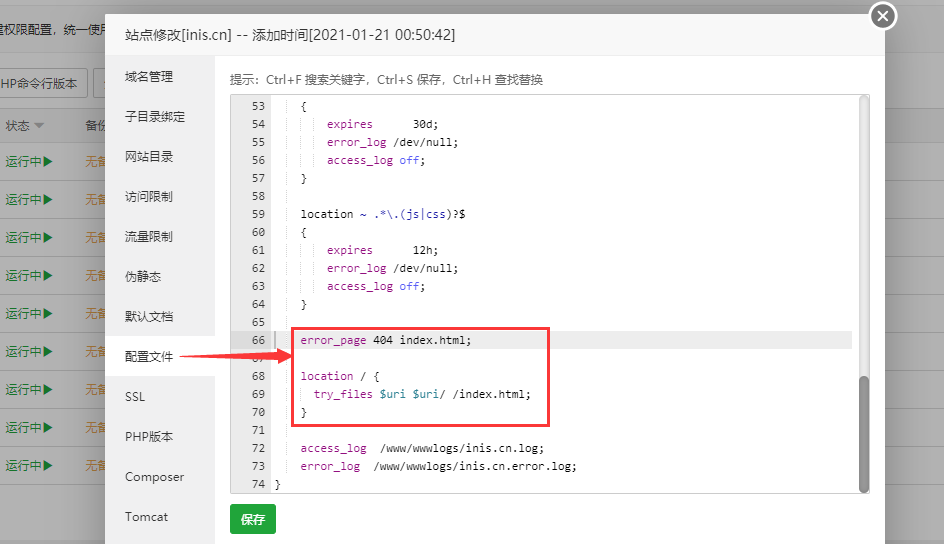 站点修改[inis.cn] -- 添加时间[2021-01-21 00:50:42]
建权限配置，统一使用
HP命令行版本
状态 备份
运行中 无备
运行中 无备
运行中 无备
运行中 无备
运行中 无备
运行中 无备
运行中 无备
运行中 无备
运行中 无备
域名管理
子目录绑定
网站目录
访问限制
流量限制
伪静态
默认文档
配置文件
SSL
PHP版本
Composer
Tomcat
提示：Ctrl+F 搜索关键字，Ctrl+S 保存，Ctrl+H 查找替换
53 {
54 expires 30d;
55 error_log /dev/null;
56 access_log off;
57 }
58
59 location ~ .*\.(js|css)?$
60 {
61 expires 12h;
62 error_log /dev/null;
63 access_log off;
64 }
65
66 error_page 404 index.html;
67
68 location / {
69 try_files $uri $uri/ /index.html;
70 }
71
72 access_log /www/wwwlogs/inis.cn.log;
73 error_log /www/wwwlogs/inis.cn.error.log;
74 }
保存